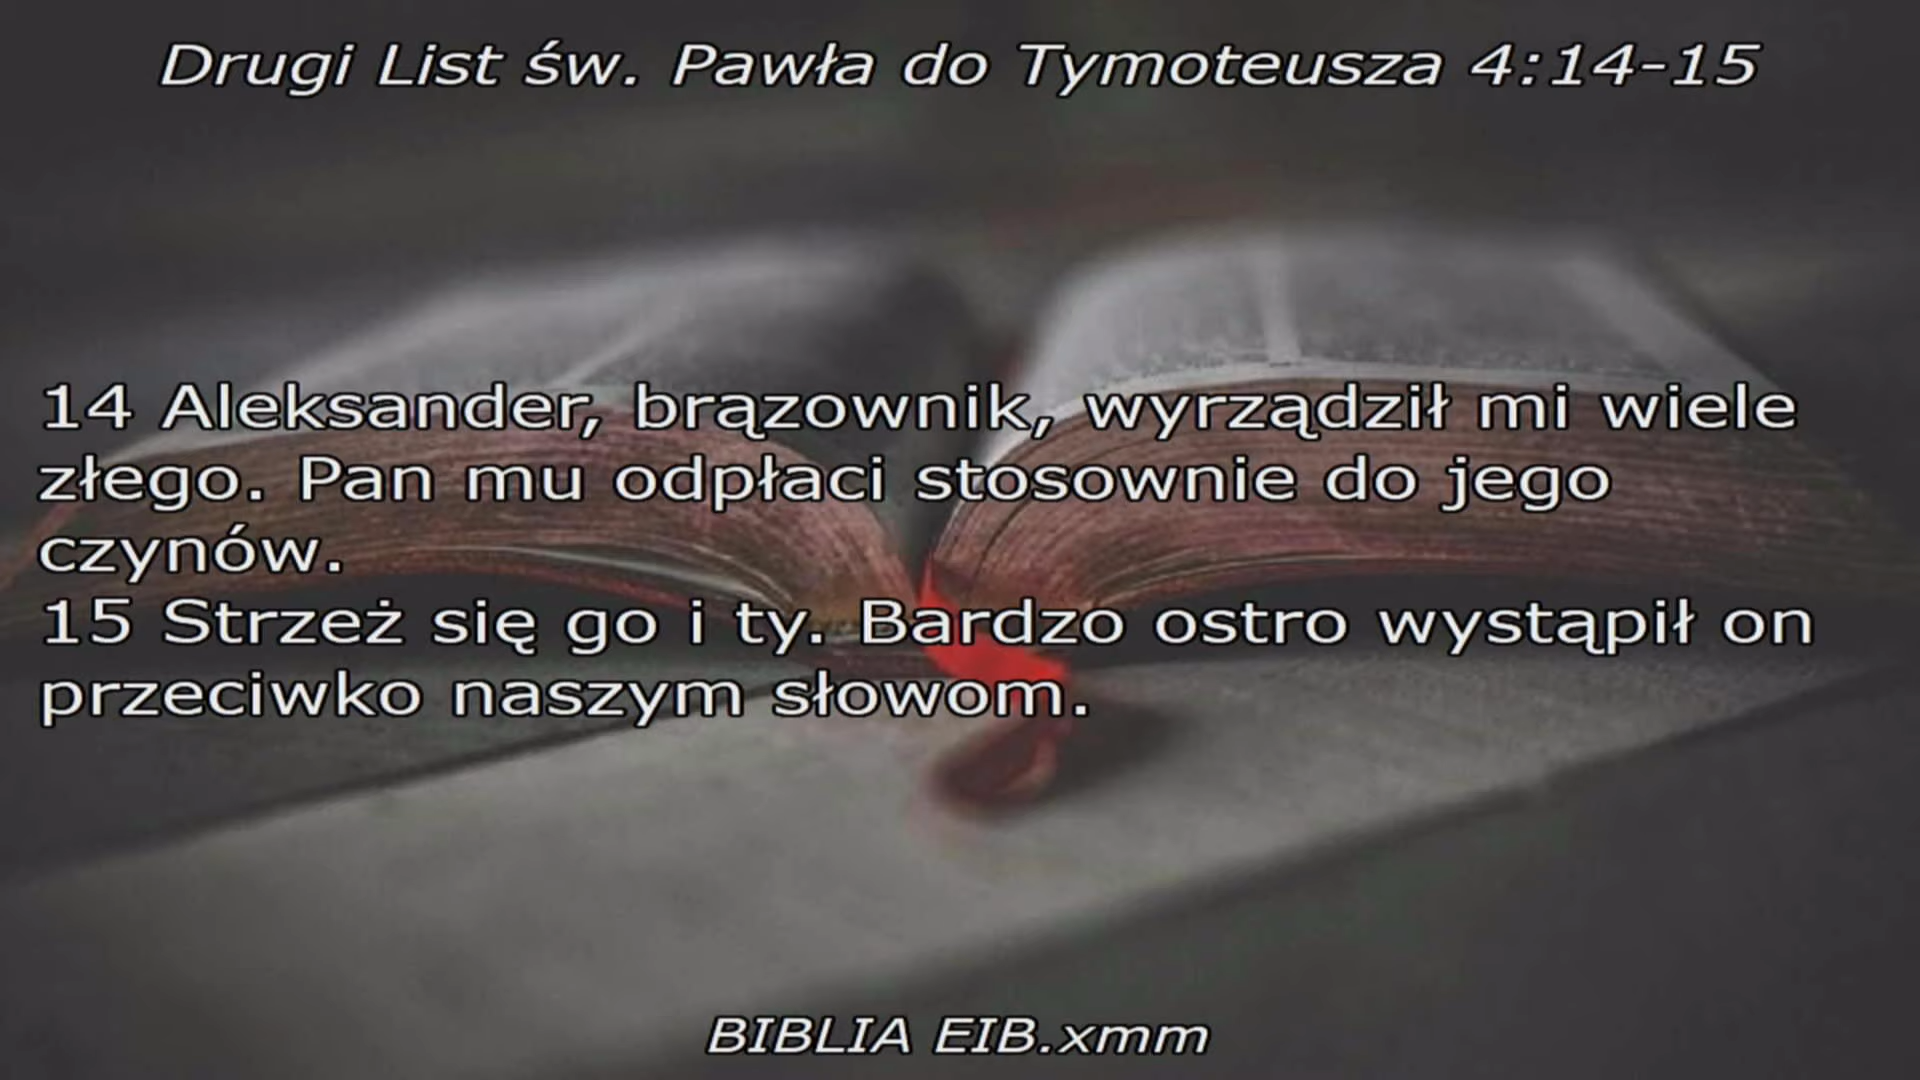 Drugi List św. Pawła do Tymoteusza 4:14-15
14 Aleksander, brązownik, wyrządził mi wiele
złego. Pan mu odpłaci stosownie do jego
czynów.
15 Strzeż się go i ty. Bardzo ostro wystąpił on
przeciwko naszym słowom.
BIBLIA EIB.xmm